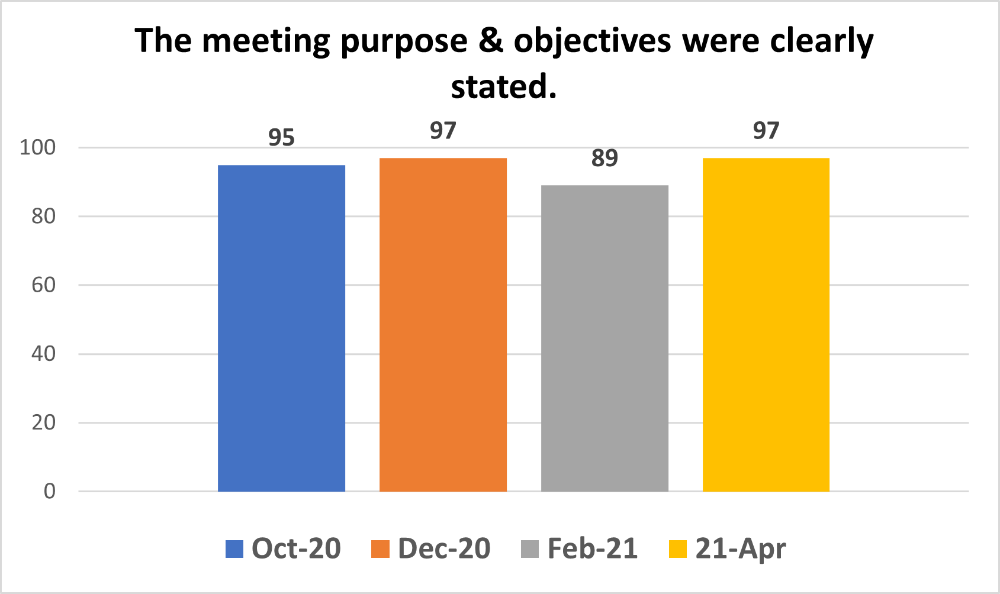 The meeting purpose & objectives were clearly
stated.
95
97
89
97
100
80
60
40
20
0
Oct-20
Dec-20
Feb-21
21-Apr